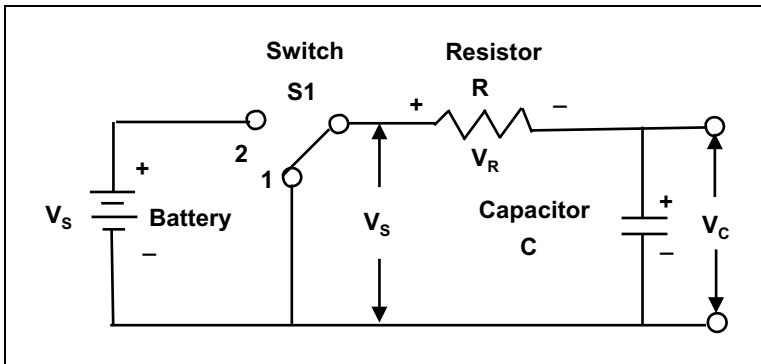 Switch
S1
Resistor
R
+
–
2
1
V_R
+
V_S
Battery
–
V_S
Capacitor
C
+
–
V_C